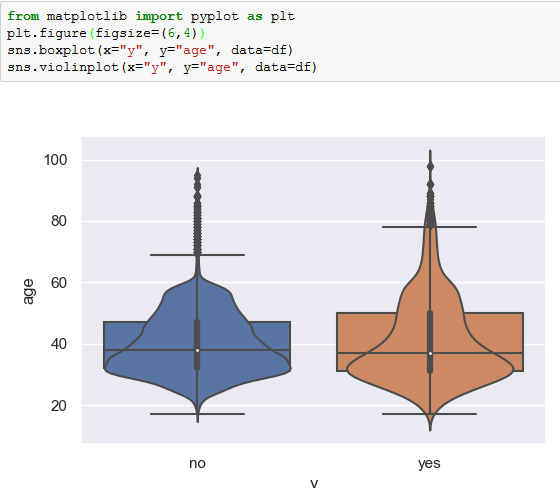 from matplotlib import pyplot as plt
plt.figure(figsize=(6,4))
sns.boxplot(x="y", y="age", data=df)
sns.violinplot(x="y", y="age", data=df)
100
80
60
age
40
20
no yes
y